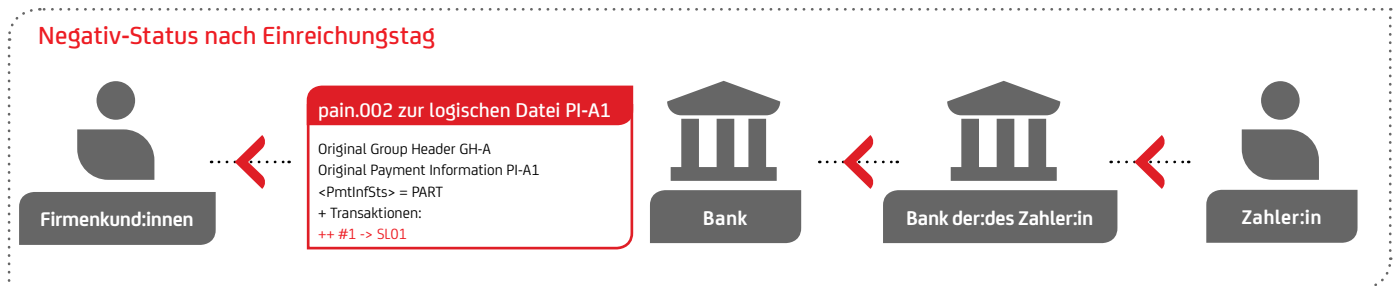 Negativ-Status nach Einreichungstag
pain.002 zur logischen Datei PI-A1
Original Group Header GH-A
Original Payment Information PI-A1
<PmtInfSts> = PART
+ Transaktionen:
++ #1 -> SL01
Firmenkund:innen
Bank
Bank der:des Zahler:in
Zahler:in